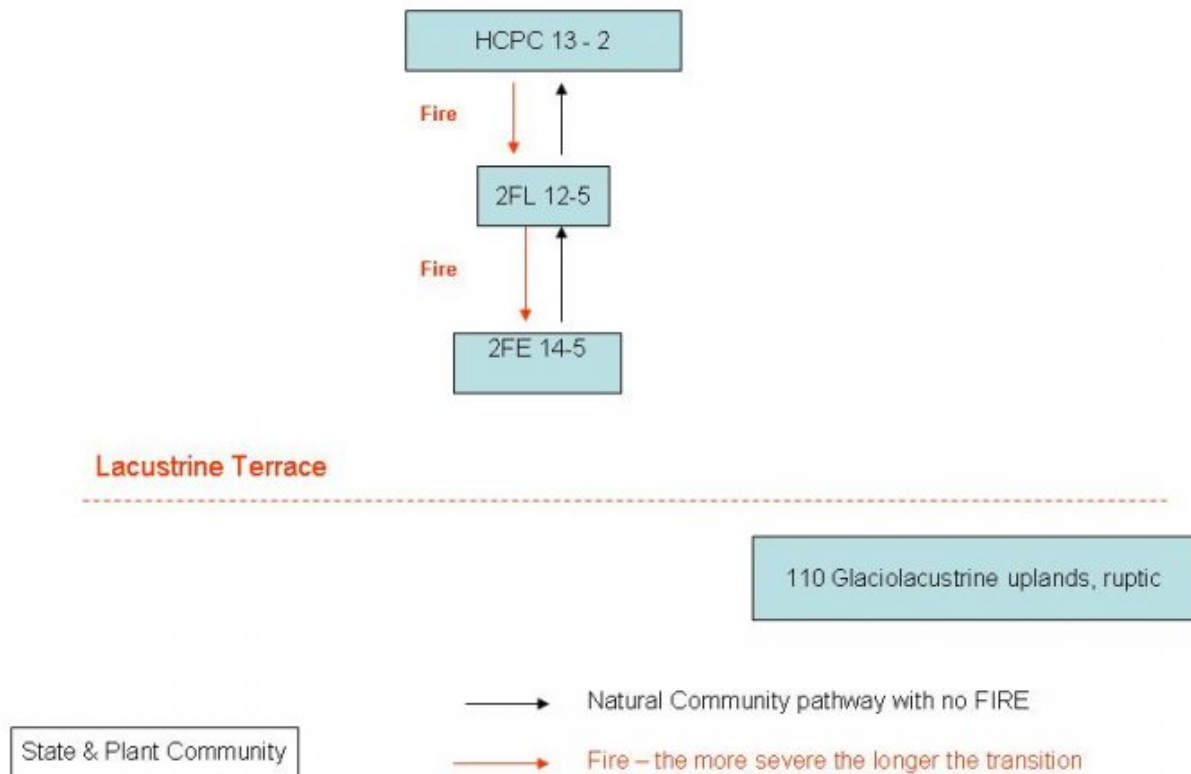 HCPC 13 - 2
Fire
2FL 12-5
Fire
2FE 14-5
Lacustrine Terrace
110 Glaciolacustrine uplands, ruptic
Natural Community pathway with no FIRE
State & Plant Community
Fire – the more severe the longer the transition